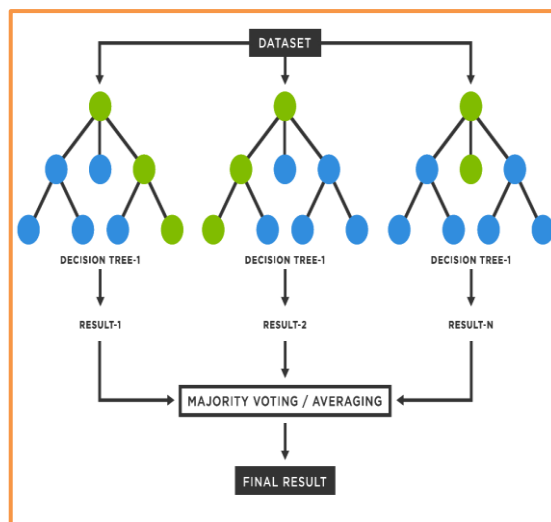 DATASET
DECISION TREE-1 DECISION TREE-1 DECISION TREE-1
RESULT-1 RESULT-2 RESULT-N
MAJORITY VOTING / AVERAGING
FINAL RESULT